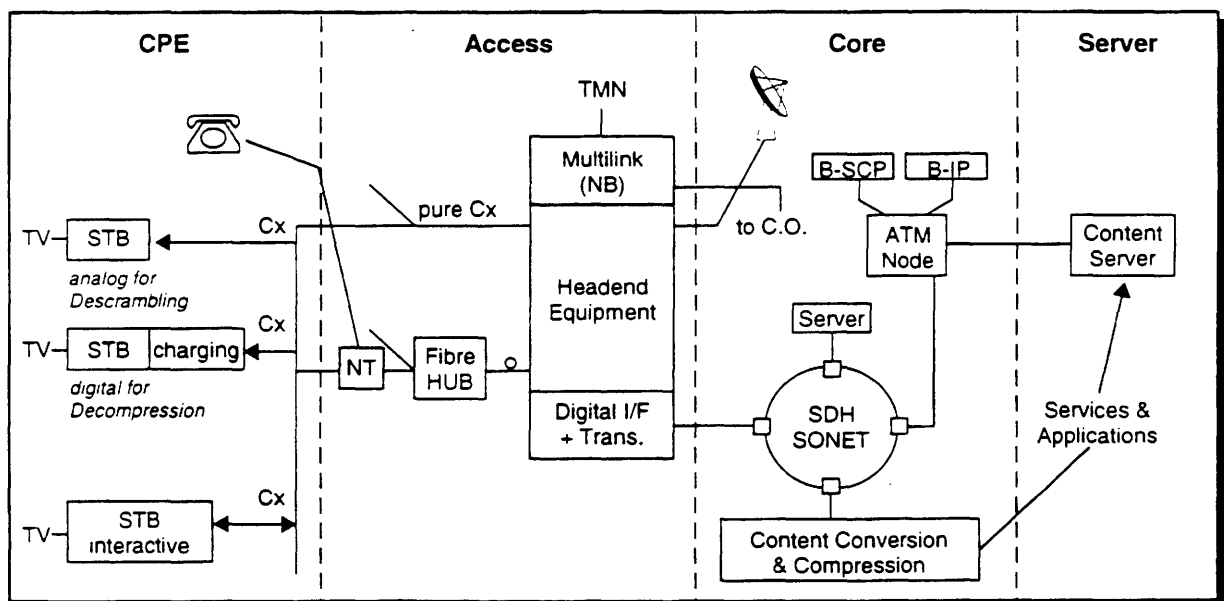 CPE
Access
Core
Server
TMN
Multilink
(NB)
B-SCP
B-IP
pure Cx
to C.O.
Cx
TV
STB
ATM
Node
Content
Server
analog for
Descrambling
Headend
Equipment
Cx
Server
TV
STB
charging
NT
Fibre
HUB
digital for
Decompression
Digital I/F
+ Trans.
SDH
SONET
Services &
Applications
Cx
TV
STB
interactive
Content Conversion
& Compression